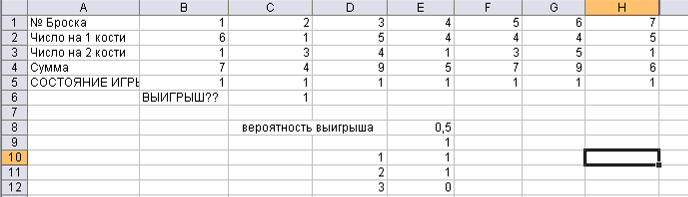 A B C D E F G H
1 № Броска 1 2 3 4 5 6 7
2 Число на 1 кости 6 1 5 4 4 4 5
3 Число на 2 кости 1 3 4 1 3 5 1
4 Сумма 7 4 9 5 7 9 6
5 СОСТОЯНИЕ ИГРЫ 1 1 1 1 1 1 1
6 ВЫИГРЫШ?? 1
7
8 вероятность выигрыша 0,5
9 1
10 1 1
11 2 1
12 3 0